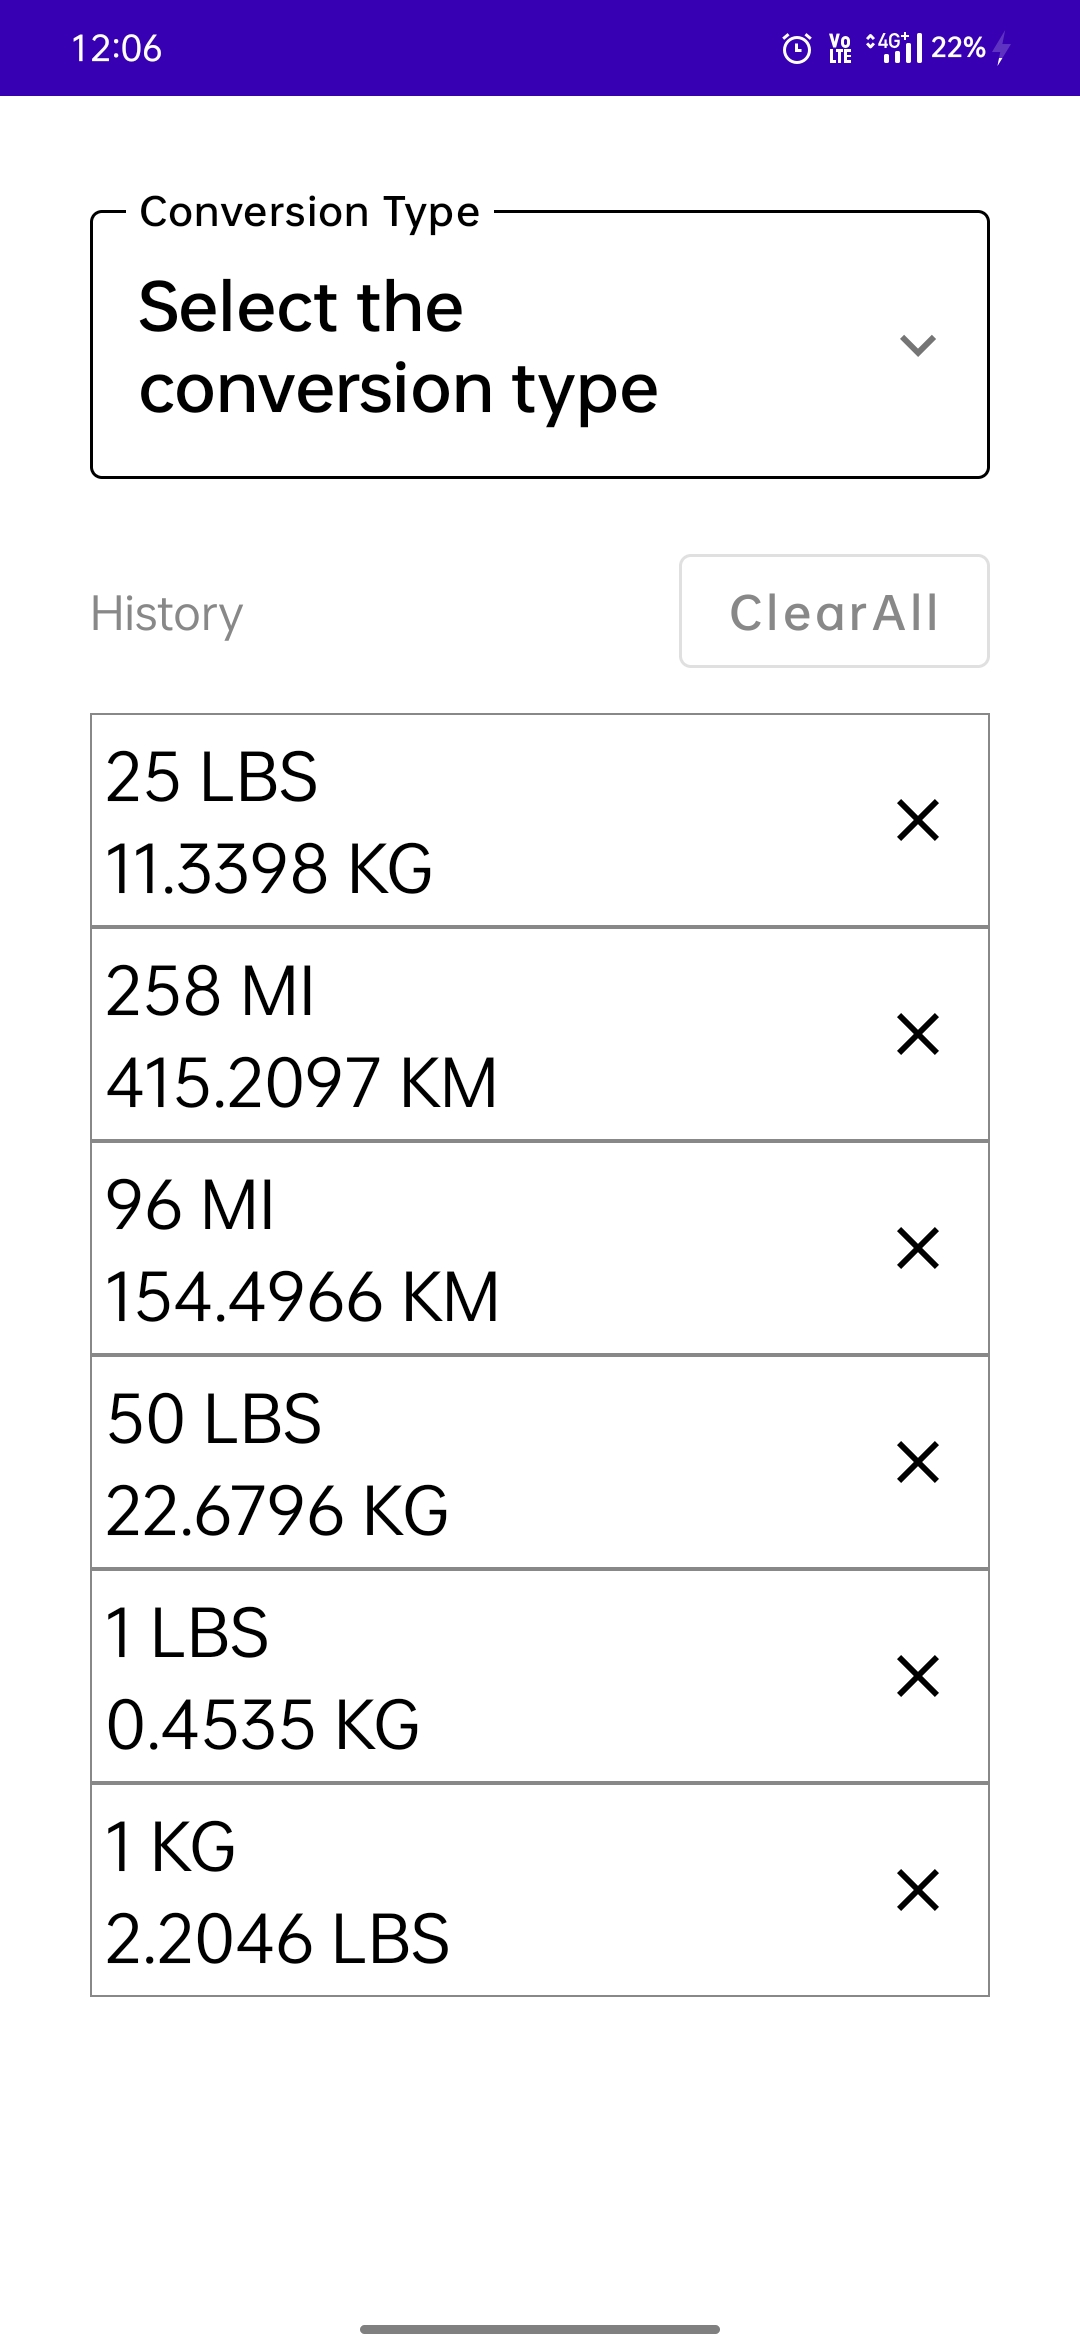 12:06
Vo LTE 4G+ 22%
Conversion Type
Select the
conversion type
History
ClearAll
25 LBS
11.3398 KG
258 MI
415.2097 KM
96 MI
154.4966 KM
50 LBS
22.6796 KG
1 LBS
0.4535 KG
1 KG
2.2046 LBS